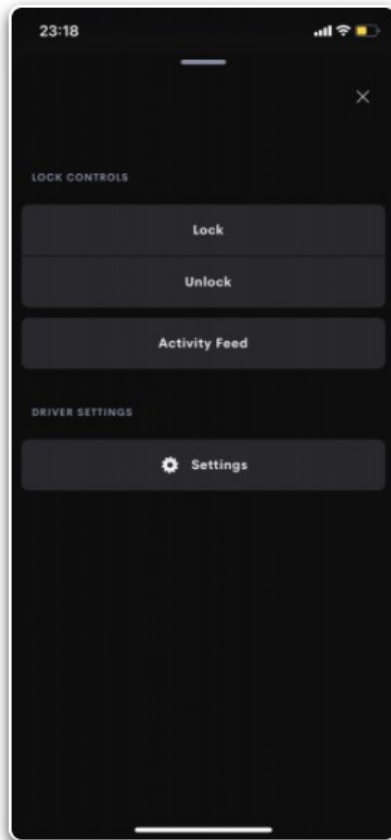 23:18
LOCK CONTROLS
Lock
Unlock
Activity Feed
DRIVER SETTINGS
Settings